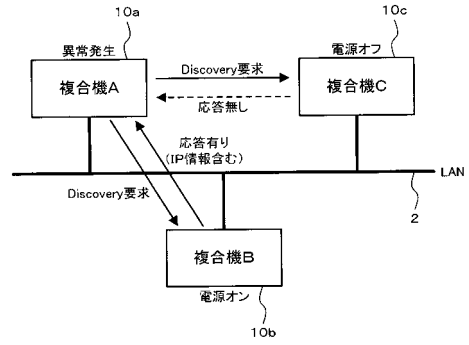 10a
10c
異常発生
電源オフ
複合機A
Discovery要求
複合機C
応答無し
応答有り
(IP情報含む)
LAN
Discovery要求
2
複合機B
電源オン
10b